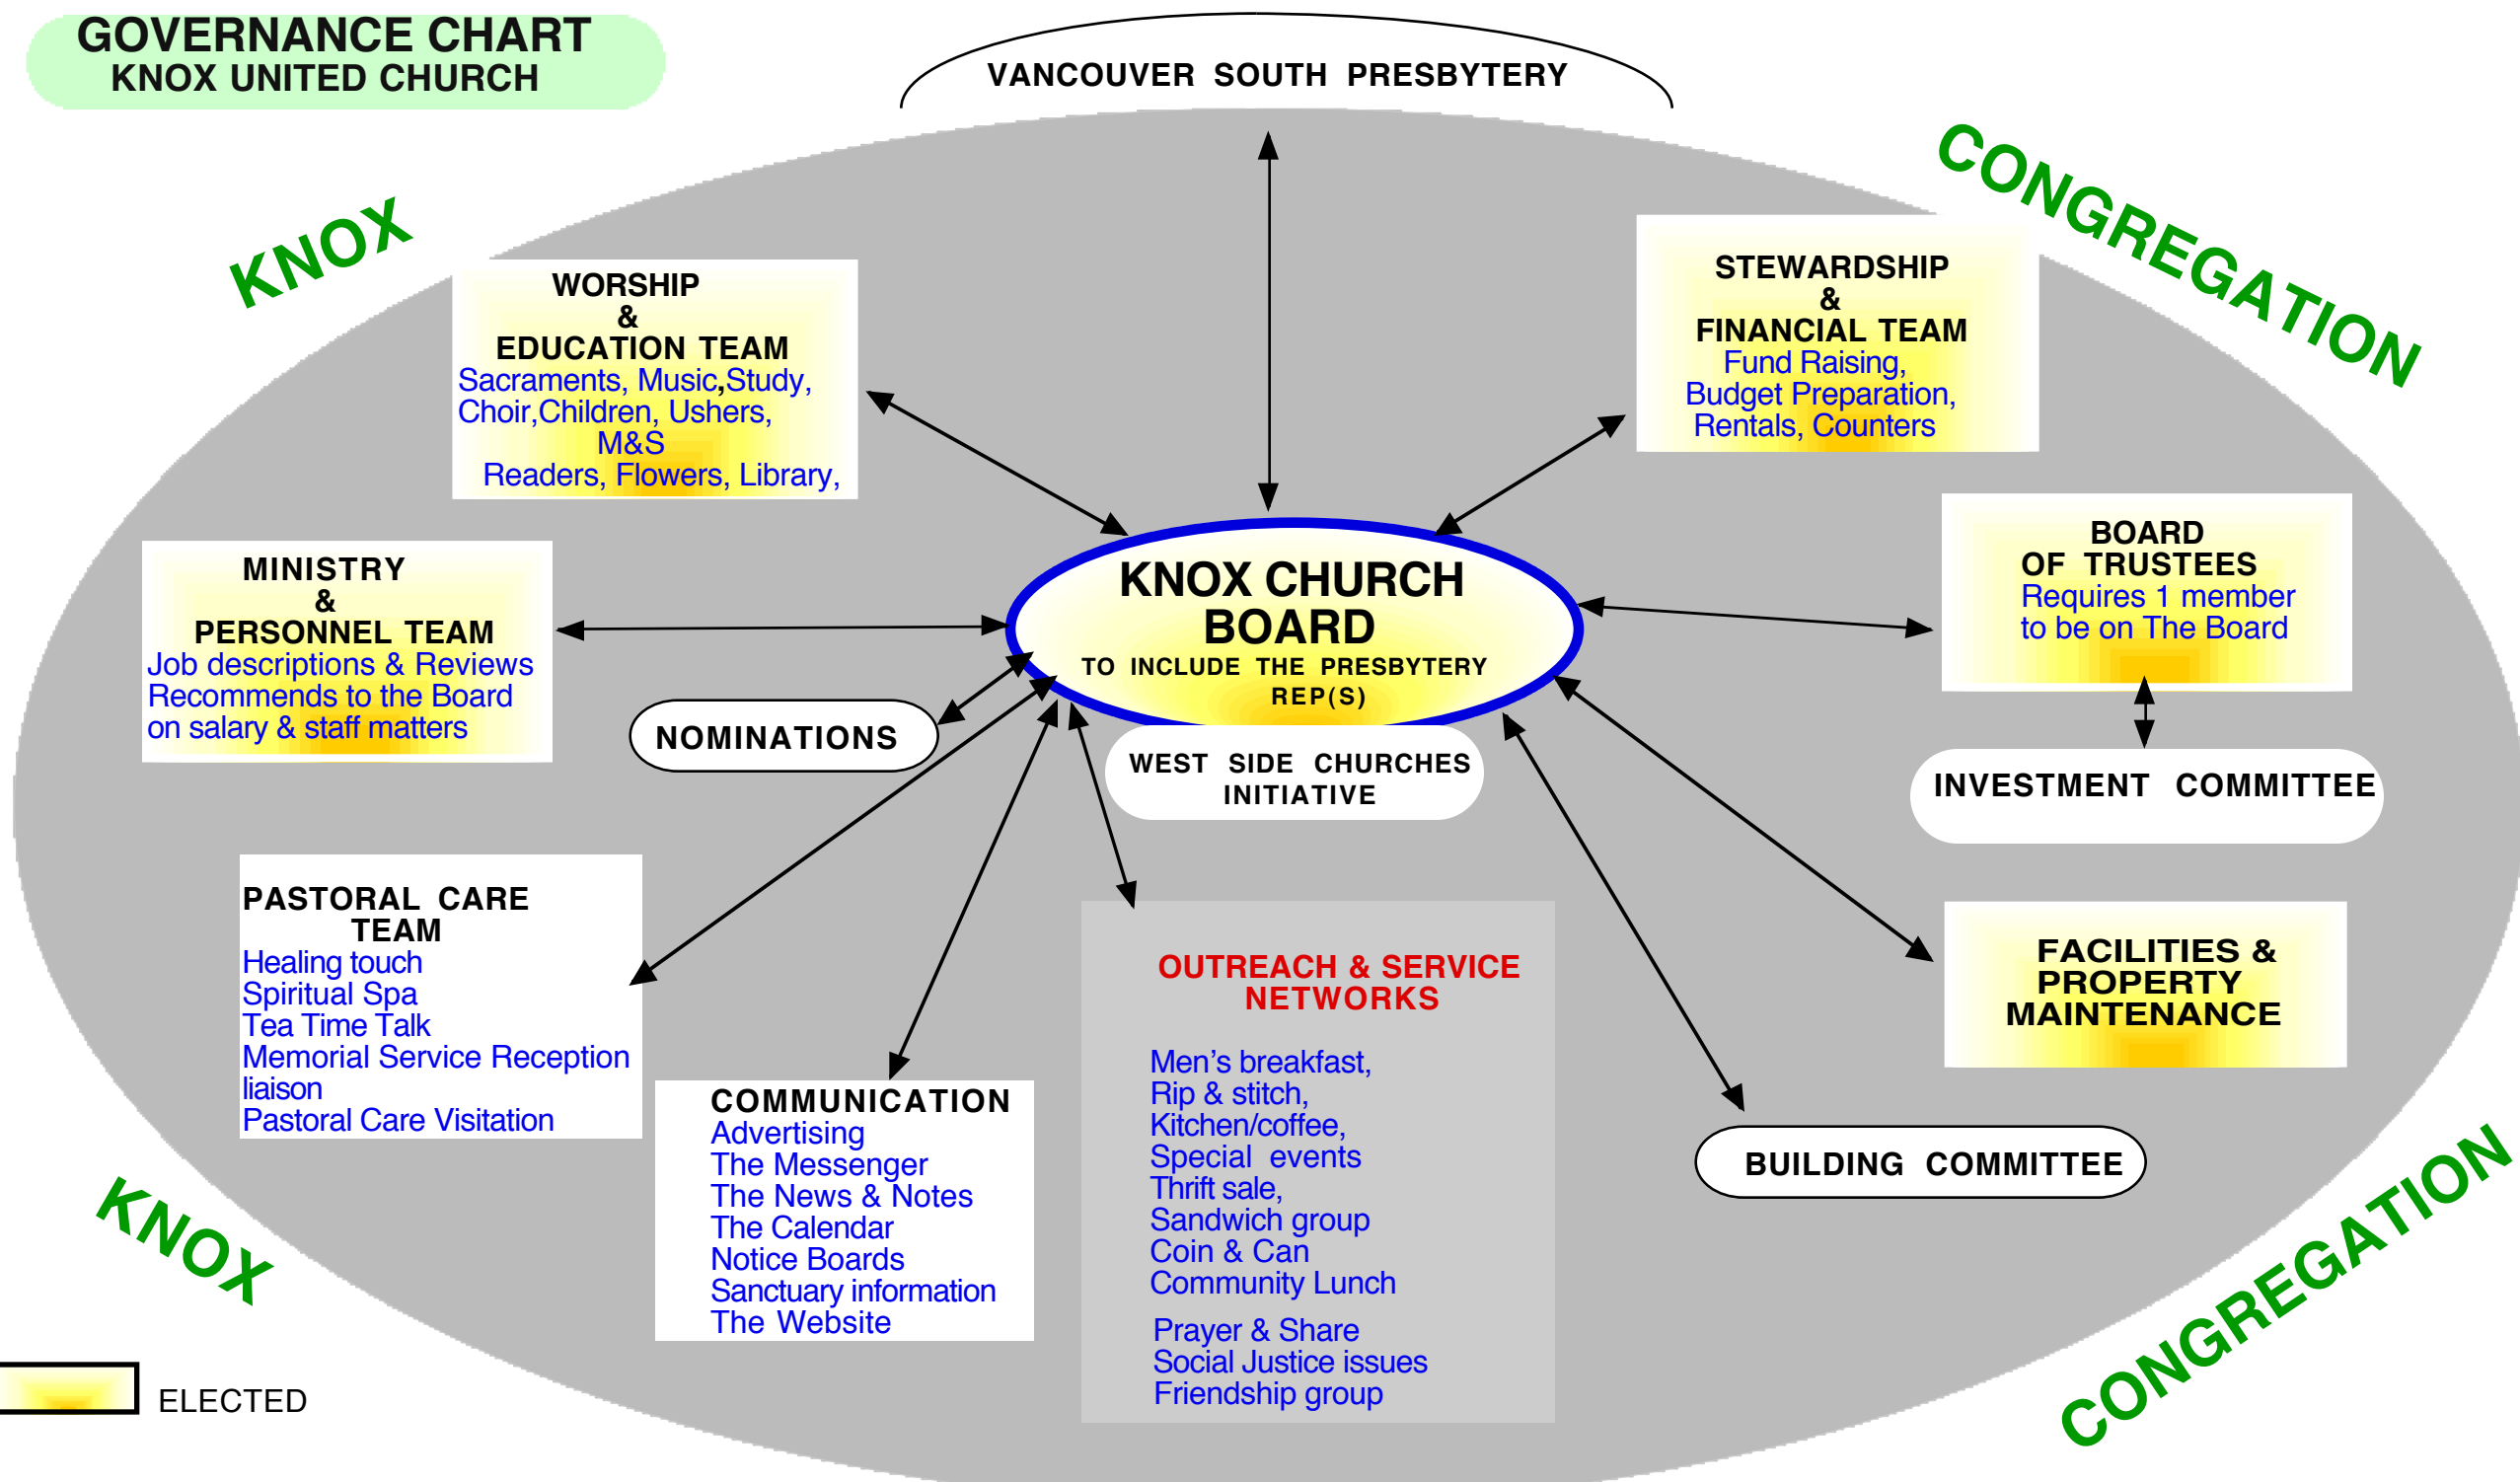 GOVERNANCE CHART
KNOX UNITED CHURCH
VANCOUVER SOUTH PRESBYTERY
KNOX
CONGREGATION
WORSHIP
&
EDUCATION TEAM
Sacraments, Music,Study,
Choir,Children, Ushers,
M&S
Readers, Flowers, Library,
STEWARDSHIP
&
FINANCIAL TEAM
Fund Raising,
Budget Preparation,
Rentals, Counters
MINISTRY
&
PERSONNEL TEAM
Job descriptions & Reviews
Recommends to the Board
on salary & staff matters
KNOX CHURCH
BOARD
TO INCLUDE THE PRESBYTERY
REP(S)
BOARD
OF TRUSTEES
Requires 1 member
to be on The Board
NOMINATIONS
WEST SIDE CHURCHES
INITIATIVE
INVESTMENT COMMITTEE
PASTORAL CARE
TEAM
Healing touch
Spiritual Spa
Tea Time Talk
Memorial Service Reception
liaison
Pastoral Care Visitation
COMMUNICATION
Advertising
The Messenger
The News & Notes
The Calendar
Notice Boards
Sanctuary information
The Website
OUTREACH & SERVICE
NETWORKS
Men’s breakfast,
Rip & stitch,
Kitchen/coffee,
Special events
Thrift sale,
Sandwich group
Coin & Can
Community Lunch
Prayer & Share
Social Justice issues
Friendship group
FACILITIES &
PROPERTY
MAINTENANCE
BUILDING COMMITTEE
KNOX
CONGREGATION
ELECTED